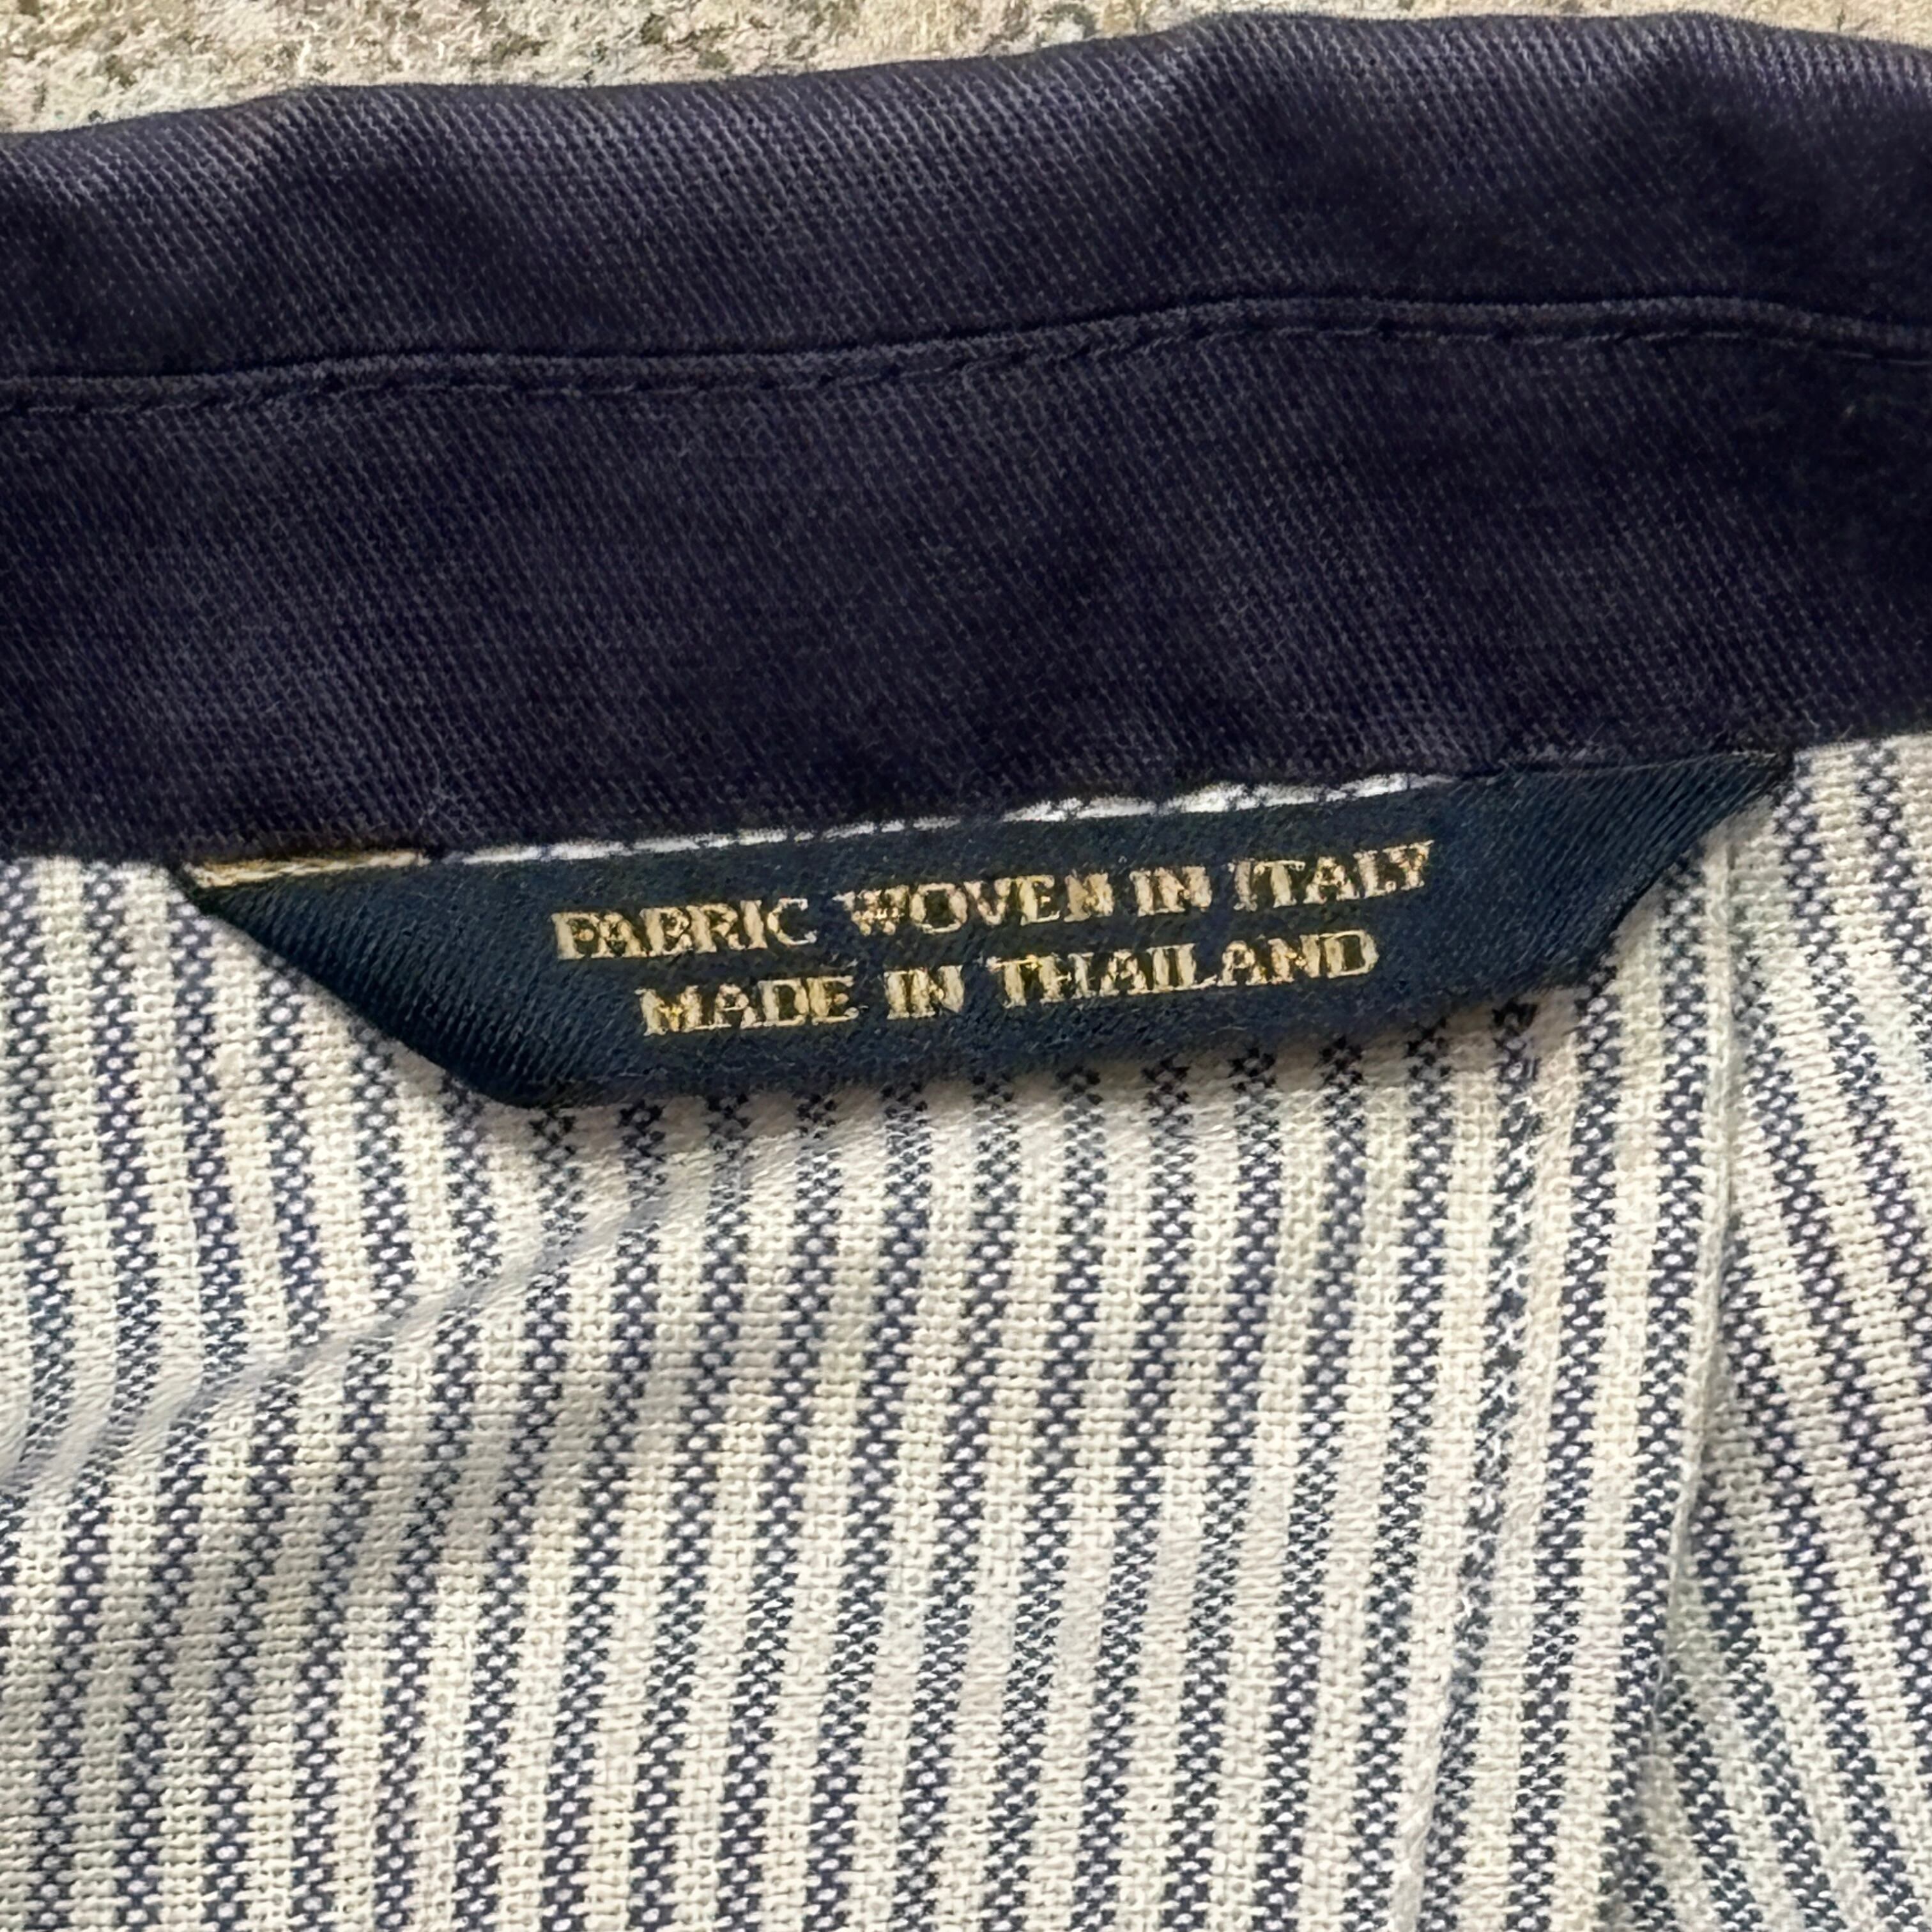 FABRIC WOVEN IN ITALY
MADE IN THAILAND